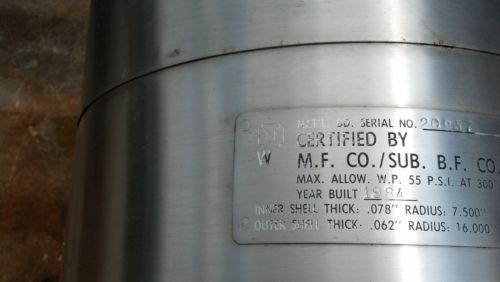 NAT'L BD. SERIAL NO. 20937
CERTIFIED BY
W M.F. CO./SUB. B.F. CO.
MAX. ALLOW. W.P. 55 P.S.I. AT 300°
YEAR BUILT 1984
INNER SHELL THICK: .078" RADIUS: 7.500"
OUTER SHELL THICK: .062" RADIUS: 16.000"